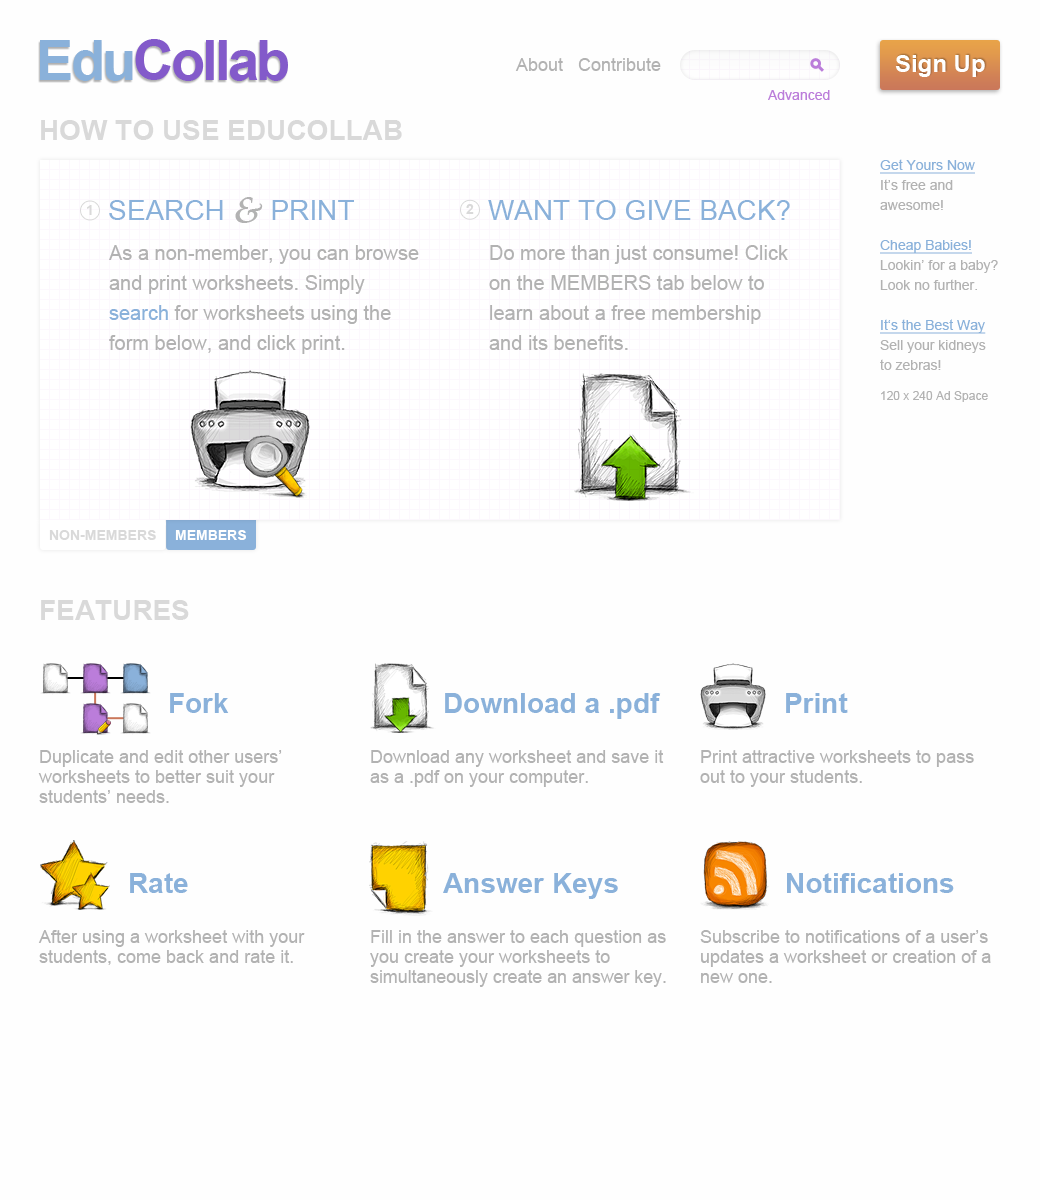 EduCollab
About Contribute
Sign Up
Advanced
HOW TO USE EDUCOLLAB
1 SEARCH & PRINT
As a non-member, you can browse
and print worksheets. Simply
search for worksheets using the
form below, and click print.
2 WANT TO GIVE BACK?
Do more than just consume! Click
on the MEMBERS tab below to
learn about a free membership
and its benefits.
NON-MEMBERS MEMBERS
Get Yours Now
It's free and
awesome!
Cheap Babies!
Lookin' for a baby?
Look no further.
It's the Best Way
Sell your kidneys
to zebras!
120 x 240 Ad Space
FEATURES
Fork
Duplicate and edit other users'
worksheets to better suit your
students' needs.
Download a .pdf
Download any worksheet and save it
as a .pdf on your computer.
Print
Print attractive worksheets to pass
out to your students.
Rate
After using a worksheet with your
students, come back and rate it.
Answer Keys
Fill in the answer to each question as
you create your worksheets to
simultaneously create an answer key.
Notifications
Subscribe to notifications of a user's
updates a worksheet or creation of a
new one.